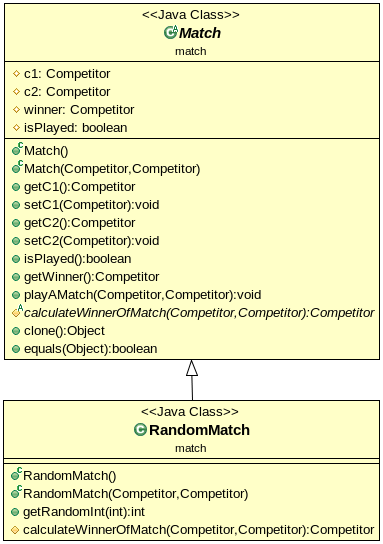 <<Java Class>>
Match
match
c1: Competitor
c2: Competitor
winner: Competitor
isPlayed: boolean
Match()
Match(Competitor,Competitor)
getC1():Competitor
setC1(Competitor):void
getC2():Competitor
setC2(Competitor):void
isPlayed():boolean
getWinner():Competitor
playAMatch(Competitor,Competitor):void
calculateWinnerOfMatch(Competitor,Competitor):Competitor
clone():Object
equals(Object):boolean
<<Java Class>>
RandomMatch
match
RandomMatch()
RandomMatch(Competitor,Competitor)
getRandomInt(int):int
calculateWinnerOfMatch(Competitor,Competitor):Competitor